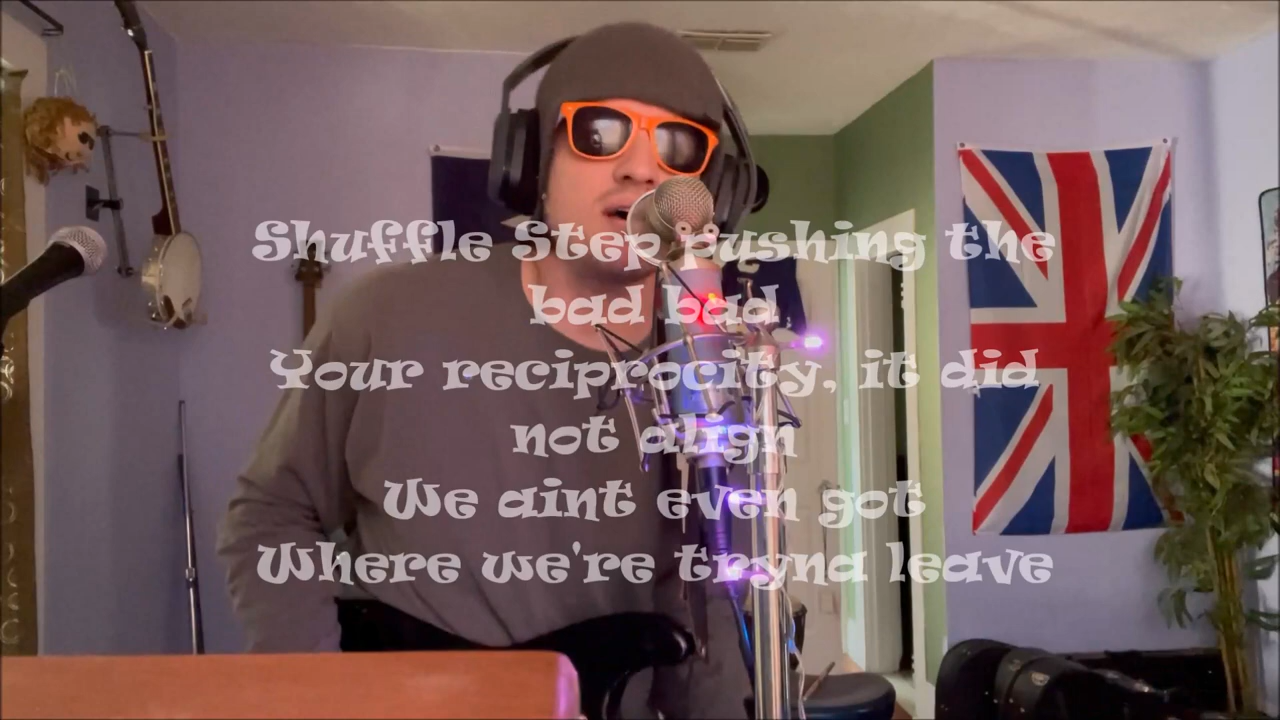 Shuffle Step pushing the
bad bad
Your reciprocity, it did
not align
We aint even got
Where we're tryna leave